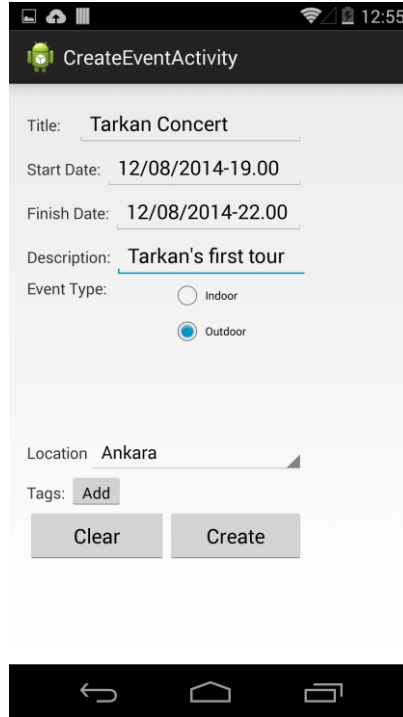 12:55
CreateEventActivity
Title: Tarkan Concert
Start Date: 12/08/2014-19.00
Finish Date: 12/08/2014-22.00
Description: Tarkan's first tour
Event Type: Indoor
Outdoor
Location Ankara
Tags: Add
Clear Create